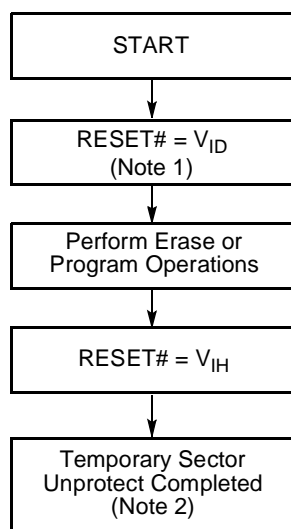 START
RESET# = VID
(Note 1)
Perform Erase or
Program Operations
RESET# = VIH
Temporary Sector
Unprotect Completed
(Note 2)